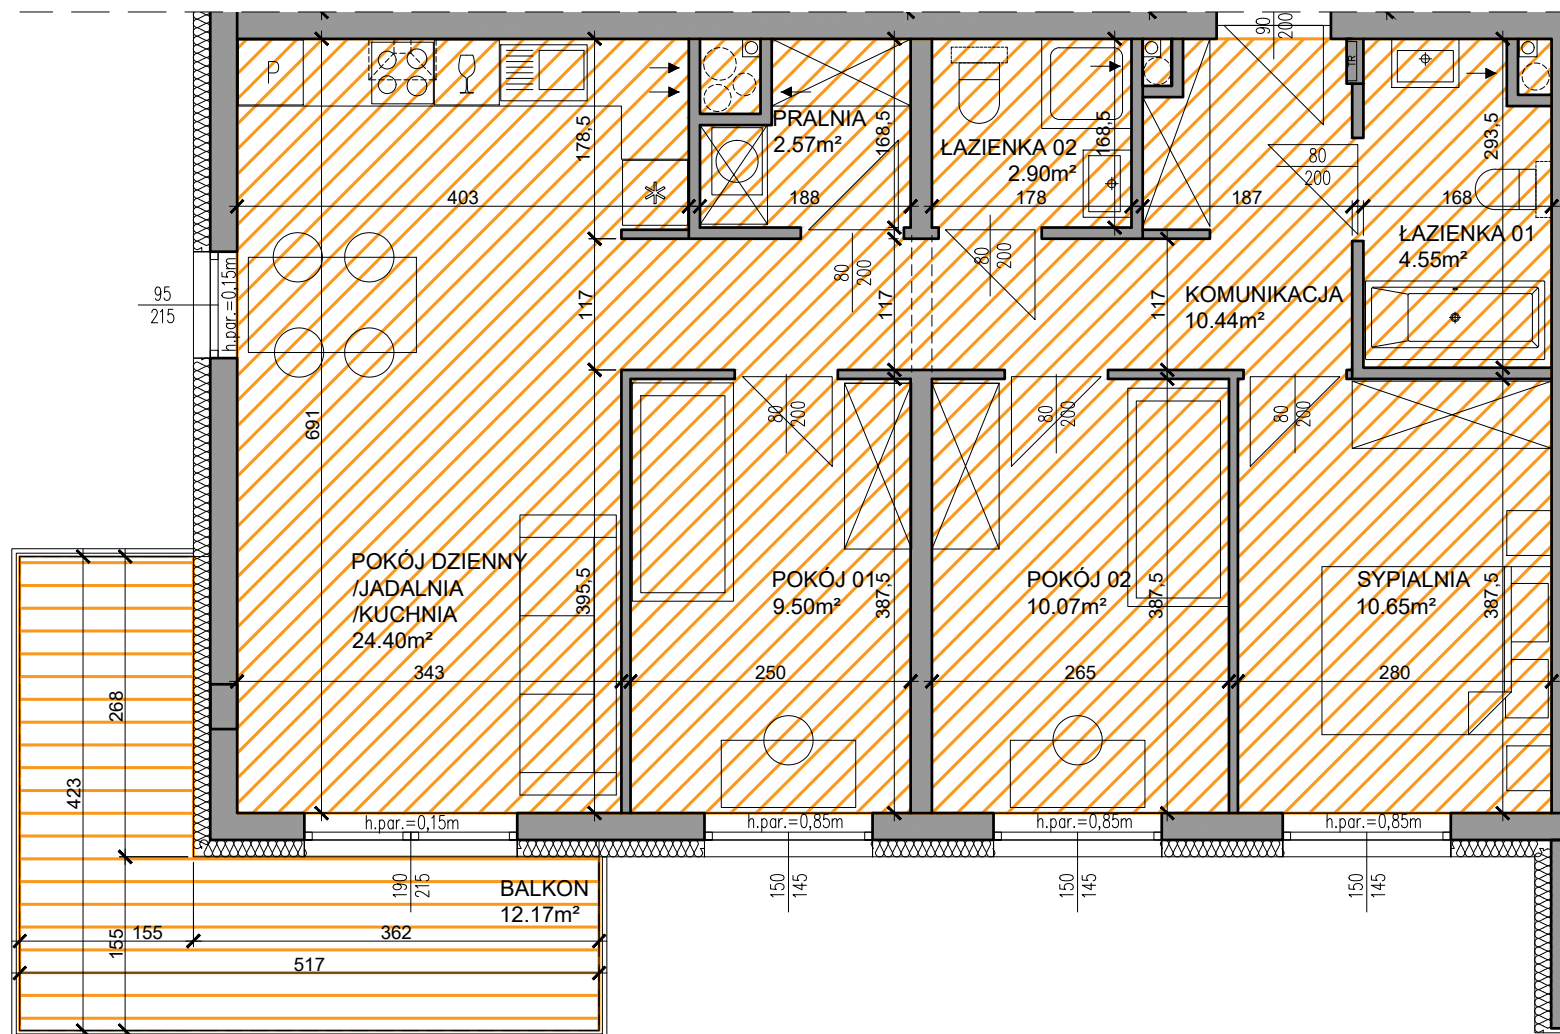 90
200
P
TR
PRALNIA
2.57m²
178,5
168,5
ŁAZIENKA 02
2.90m²
168,5
293,5
80
200
403
188
178
187
168
ŁAZIENKA 01
4.55m²
80
200
80
200
95
215
h.par.=0,15m
117
117
117
KOMUNIKACJA
10.44m²
691
80
200
80
200
80
200
POKÓJ DZIENNY
/JADALNIA
/KUCHNIA
24.40m²
395,5
POKÓJ 01
9.50m²
387,5
POKÓJ 02
10.07m²
387,5
SYPIALNIA
10.65m²
387,5
343
250
265
280
268
423
h.par.=0,15m
h.par.=0,85m
h.par.=0,85m
h.par.=0,85m
190
215
150
145
150
145
150
145
BALKON
12.17m²
155
155
362
517